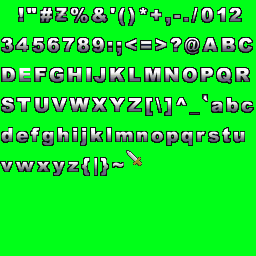 !"#Z%&'()*+,-./012
3456789:;<=>?@ABC
DEFGHIJKLMNOPQR
STUVWXYZ[\]^_`abc
defghijklmnopqrstu
vwxyz{|}~